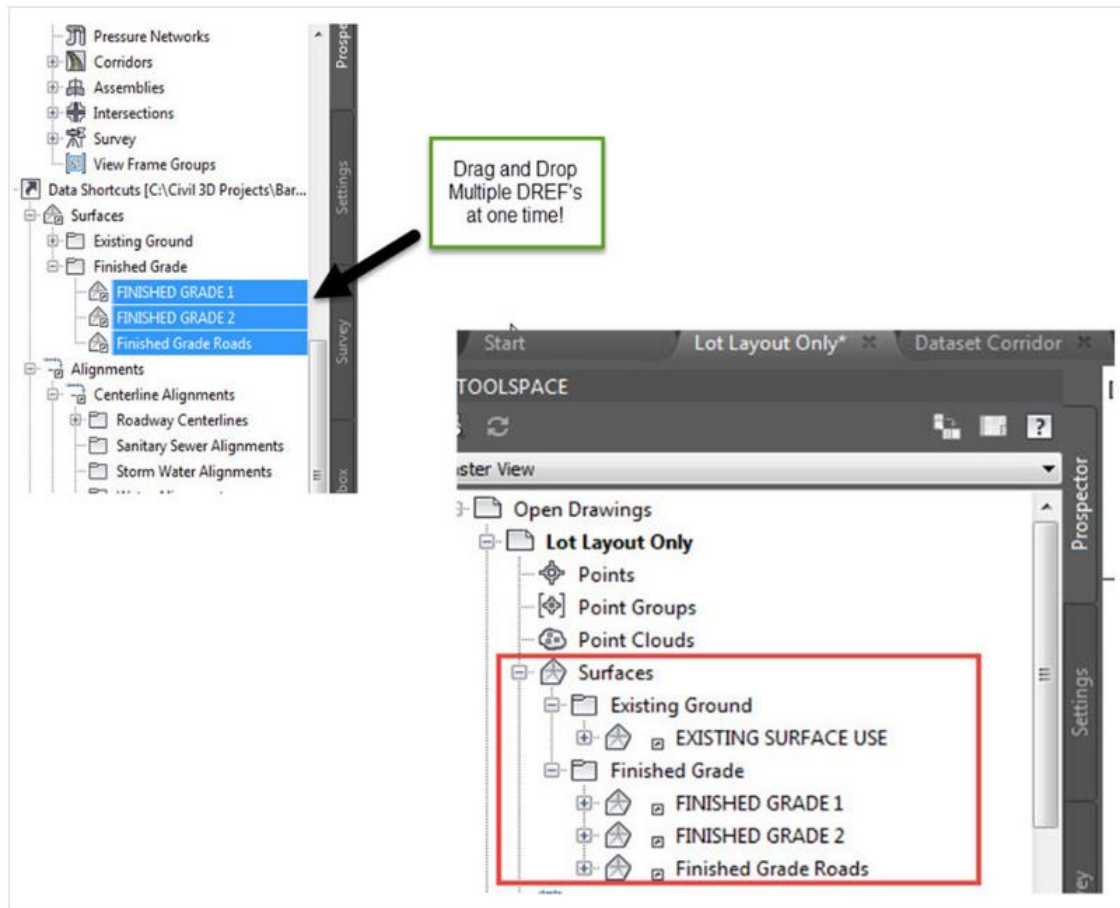 Pressure Networks
Corridors
Assemblies
Intersections
Survey
View Frame Groups
Data Shortcuts [C:\Civil 3D Projects\Bar...
Surfaces
Existing Ground
Finished Grade
FINISHED GRADE 1
FINISHED GRADE 2
Finished Grade Roads
Alignments
Centerline Alignments
Roadway Centerlines
Sanitary Sewer Alignments
Storm Water Alignments
Prospe
Settings
Survey
box
Drag and Drop
Multiple DREF's
at one time!
Start
Lot Layout Only*
Dataset Corridor
TOOLSPACE
?
aster View
Open Drawings
Lot Layout Only
Points
Point Groups
Point Clouds
Surfaces
Existing Ground
EXISTING SURFACE USE
Finished Grade
FINISHED GRADE 1
FINISHED GRADE 2
Finished Grade Roads
Prospector
Settings
vey